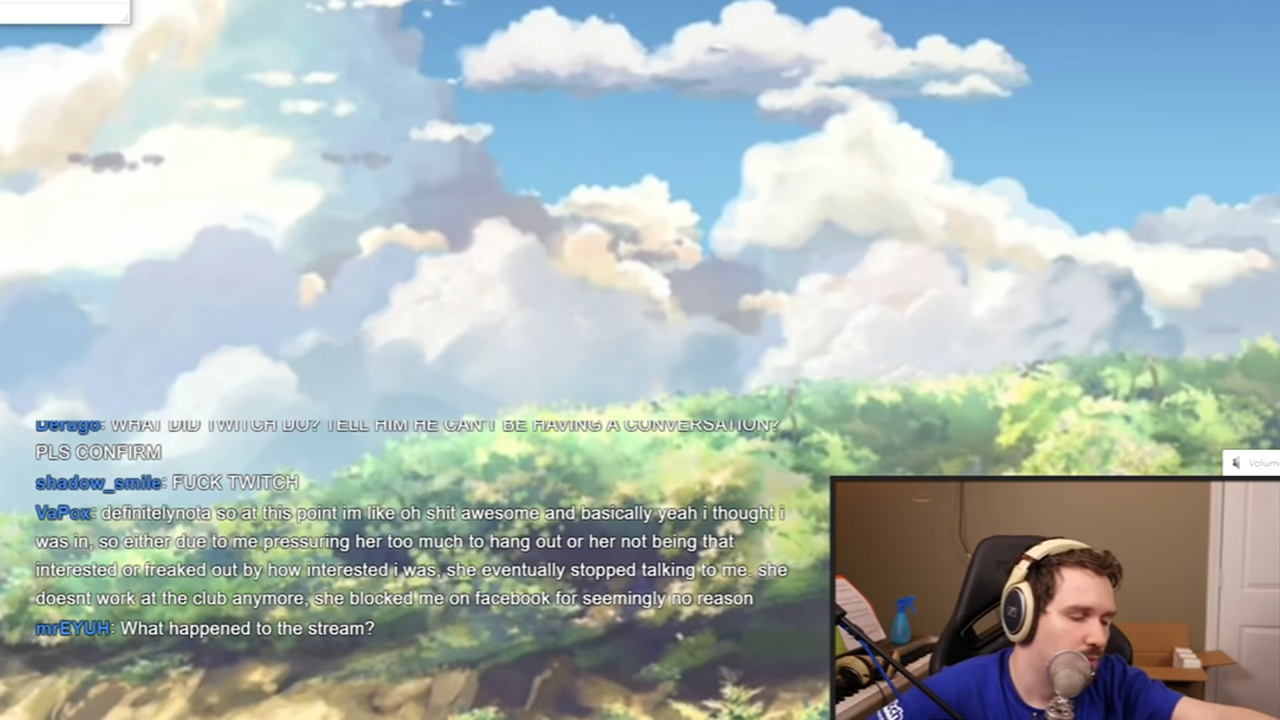 Derugo: WHAT DID TWITCH DO? TELL HIM HE CAN'T BE HAVING A CONVERSATION?
PLS CONFIRM
shadow_smile: FUCK TWITCH
VaPox: definitelynota so at this point im like oh shit awesome and basically yeah i thought i
was in, so either due to me pressuring her too much to hang out or her not being that
interested or freaked out by how interested i was, she eventually stopped talking to me. she
doesnt work at the club anymore, she blocked me on facebook for seemingly no reason
mrEYUH: What happened to the stream?
Volum